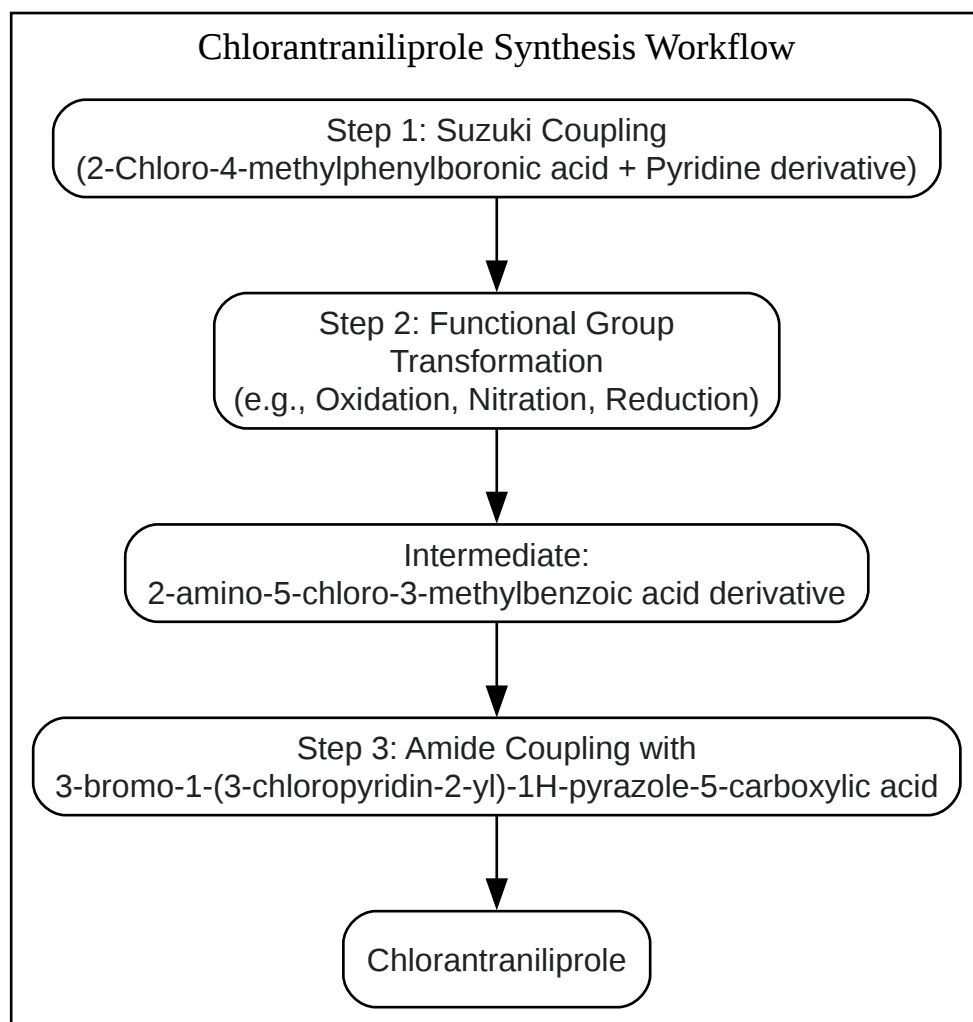 Chlorantraniliprole Synthesis Workflow
Step 1: Suzuki Coupling
(2-Chloro-4-methylphenylboronic acid + Pyridine derivative)
Step 2: Functional Group
Transformation
(e.g., Oxidation, Nitration, Reduction)
Intermediate:
2-amino-5-chloro-3-methylbenzoic acid derivative
Step 3: Amide Coupling with
3-bromo-1-(3-chloropyridin-2-yl)-1H-pyrazole-5-carboxylic acid
Chlorantraniliprole